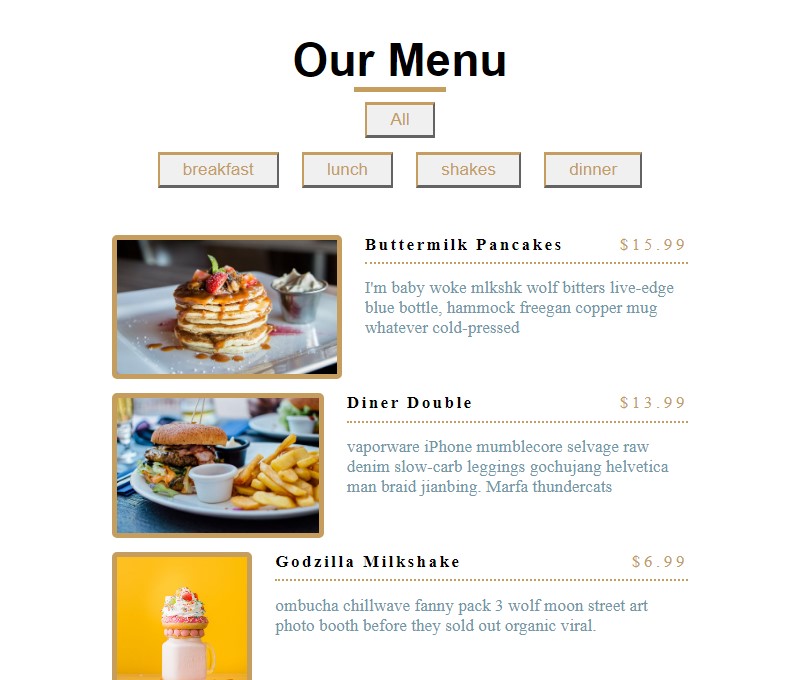 Our Menu
All
breakfast lunch shakes dinner
Buttermilk Pancakes $15.99
I'm baby woke mlkshk wolf bitters live-edge
blue bottle, hammock freegan copper mug
whatever cold-pressed
Diner Double $13.99
vaporware iPhone mumblecore selvage raw
denim slow-carb leggings gochujang helvetica
man braid jianbing. Marfa thundercats
Godzilla Milkshake $6.99
ombucha chillwave fanny pack 3 wolf moon street art
photo booth before they sold out organic viral.